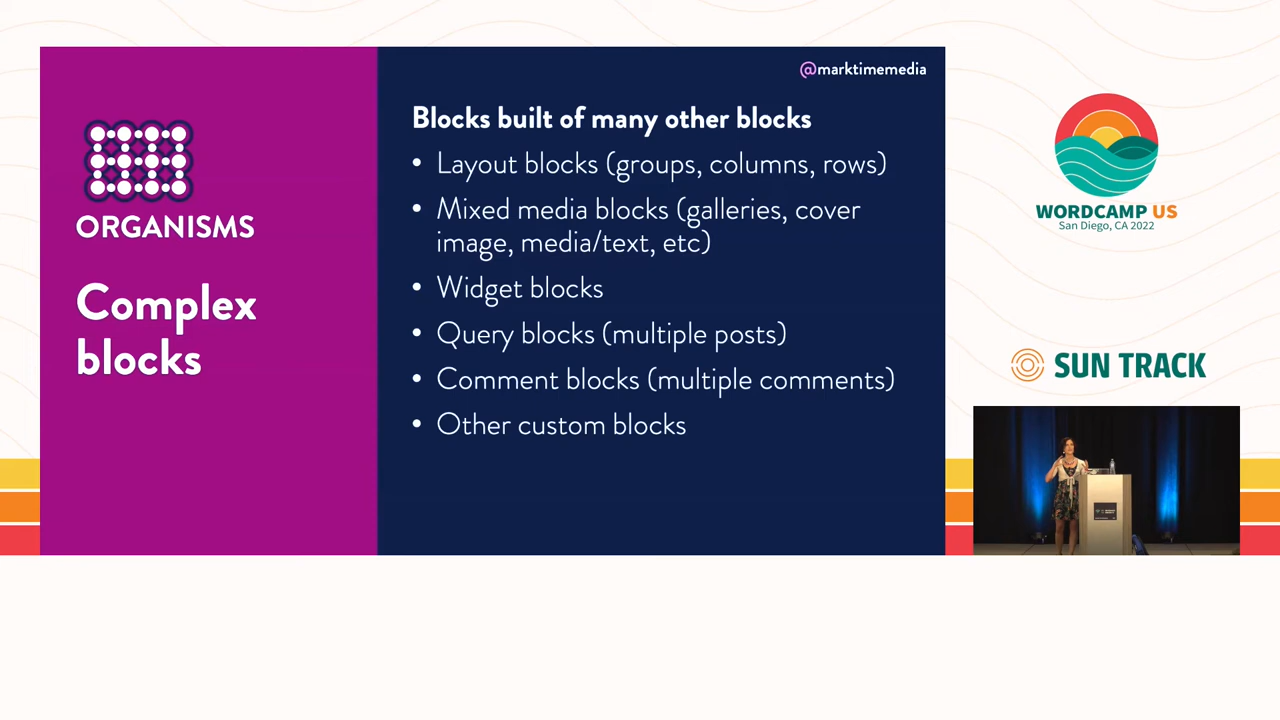 @marktimemedia
ORGANISMS
Complex
blocks
Blocks built of many other blocks
• Layout blocks (groups, columns, rows)
• Mixed media blocks (galleries, cover
image, media/text, etc)
• Widget blocks
• Query blocks (multiple posts)
• Comment blocks (multiple comments)
• Other custom blocks
WORDCAMP US
San Diego, CA 2022
SUN TRACK